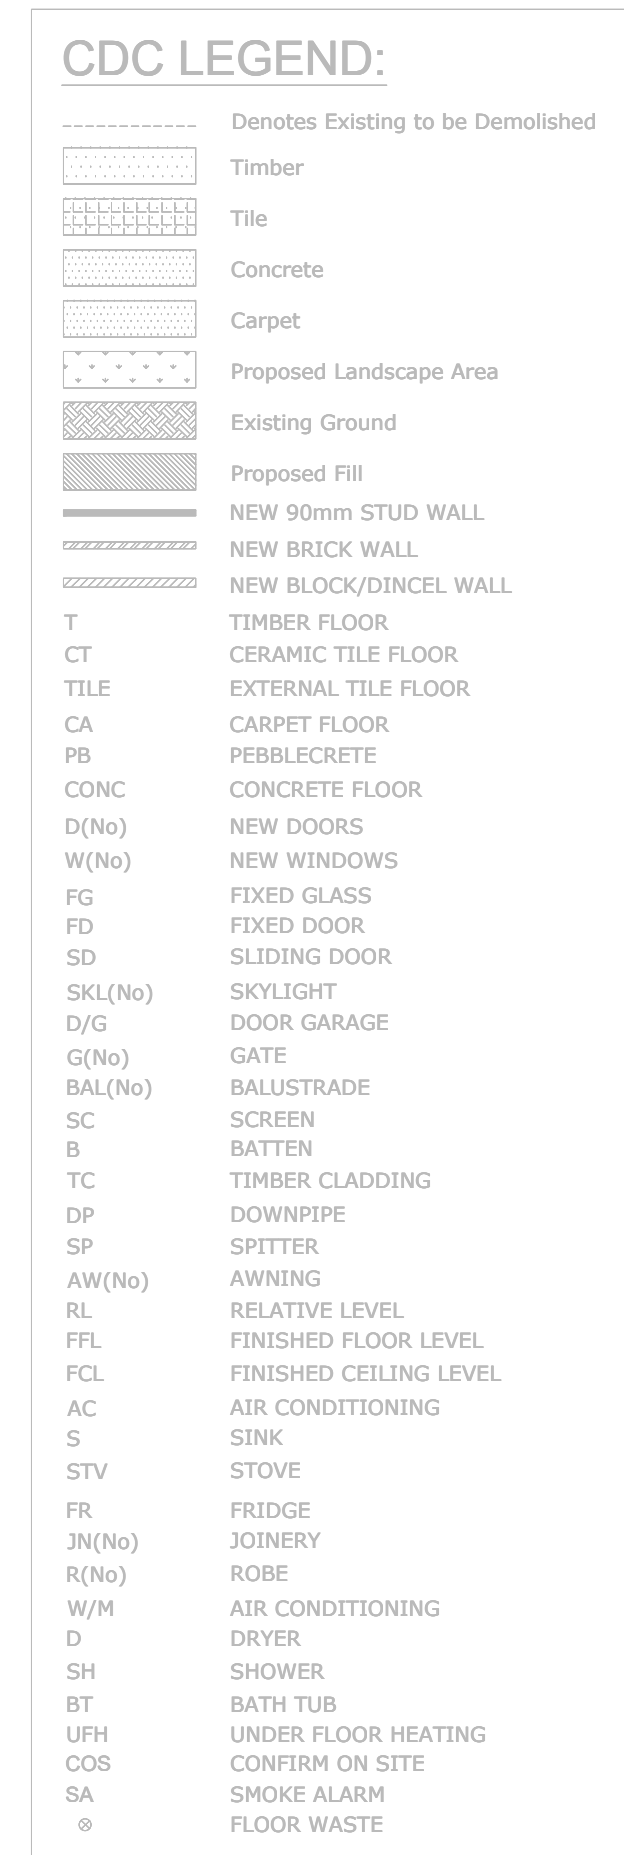 CDC LEGEND:
Denotes Existing to be Demolished
Timber
Tile
Concrete
Carpet
Proposed Landscape Area
Existing Ground
Proposed Fill
NEW 90mm STUD WALL
NEW BRICK WALL
NEW BLOCK/DINCEL WALL
T TIMBER FLOOR
CT CERAMIC TILE FLOOR
TILE EXTERNAL TILE FLOOR
CA CARPET FLOOR
PB PEBBLECRETE
CONC CONCRETE FLOOR
D(No) NEW DOORS
W(No) NEW WINDOWS
FG FIXED GLASS
FD FIXED DOOR
SD SLIDING DOOR
SKL(No) SKYLIGHT
D/G DOOR GARAGE
G(No) GATE
BAL(No) BALUSTRADE
SC SCREEN
B BATTEN
TC TIMBER CLADDING
DP DOWNPIPE
SP SPITTER
AW(No) AWNING
RL RELATIVE LEVEL
FFL FINISHED FLOOR LEVEL
FCL FINISHED CEILING LEVEL
AC AIR CONDITIONING
S SINK
STV STOVE
FR FRIDGE
JN(No) JOINERY
R(No) ROBE
W/M AIR CONDITIONING
D DRYER
SH SHOWER
BT BATH TUB
UFH UNDER FLOOR HEATING
COS CONFIRM ON SITE
SA SMOKE ALARM
FLOOR WASTE